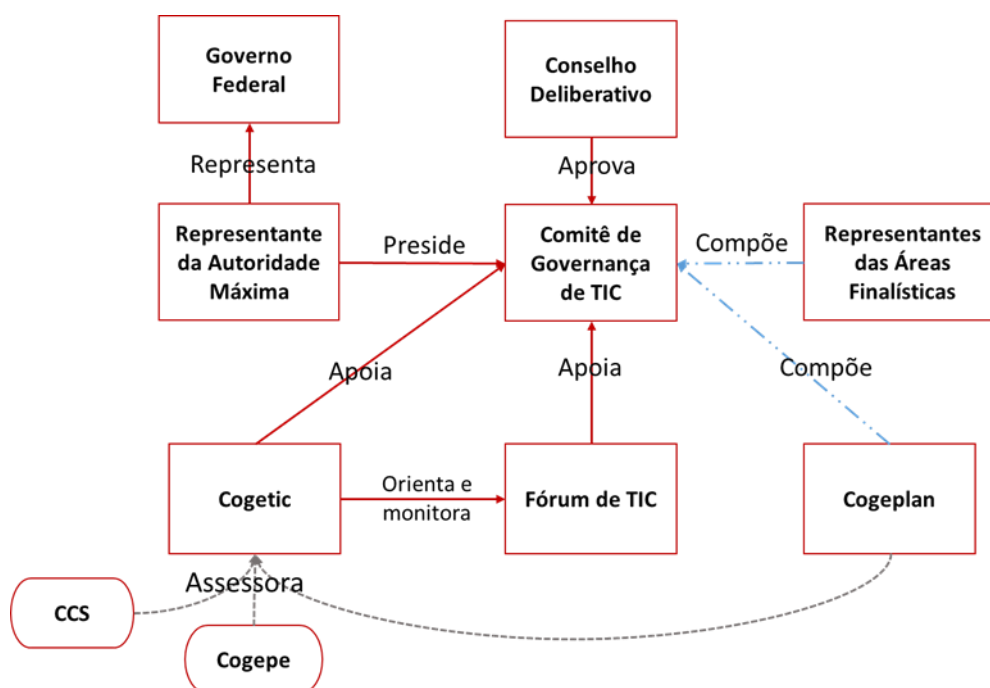 Governo
Federal
Conselho
Deliberativo
Representa
Aprova
Representante
da Autoridade
Máxima
Preside
Comitê de
Governança
de TIC
Compõe
Representantes
das Áreas
Finalísticas
Apoia
Apoia
Compõe
Cogetic
Orienta e
monitora
Fórum de TIC
Cogeplan
Assessora
CCS
Cogepe